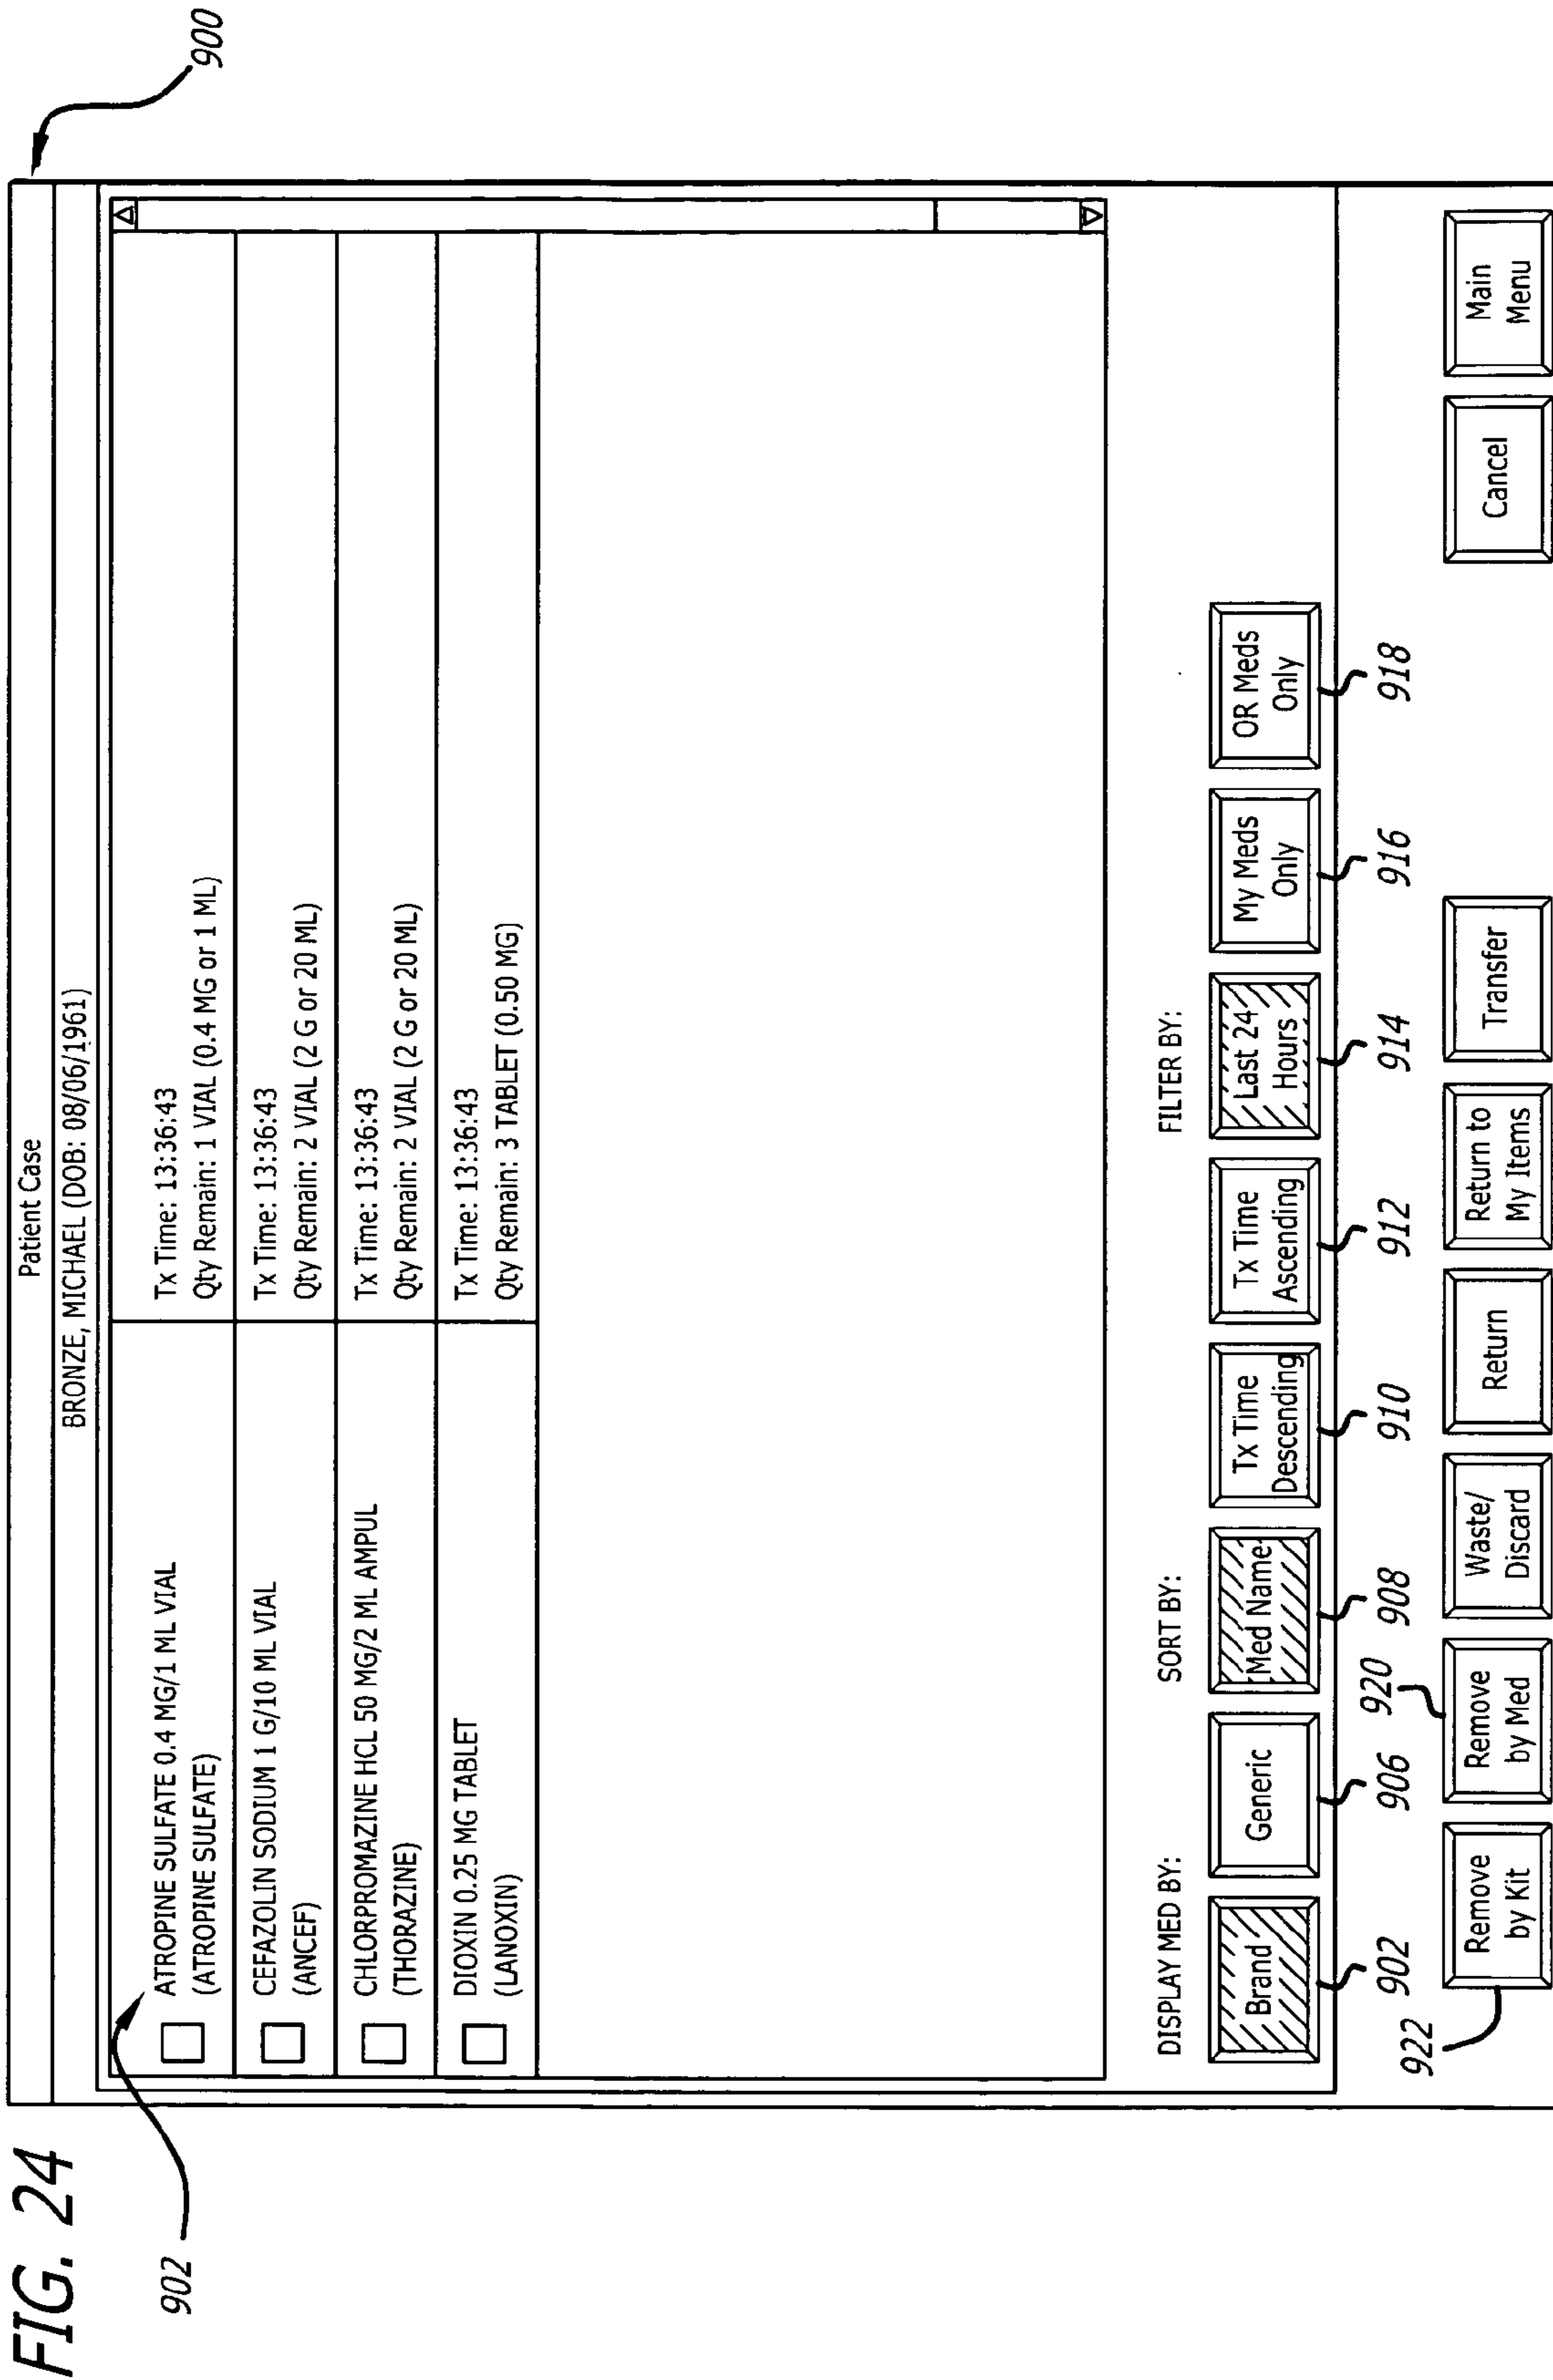 FIG. 24
900
Patient Case
BRONZE, MICHAEL (DOB: 08/06/1961)
902
ATROPINE SULFATE 0.4 MG/1 ML VIAL
(ATROPINE SULFATE)
Tx Time: 13:36:43
Qty Remain: 1 VIAL (0.4 MG or 1 ML)
CEFAZOLIN SODIUM 1 G/10 ML VIAL
(ANCEF)
Tx Time: 13:36:43
Qty Remain: 2 VIAL (2 G or 20 ML)
CHLORPROMAZINE HCL 50 MG/2 ML AMPUL
(THORAZINE)
Tx Time: 13:36:43
Qty Remain: 2 VIAL (2 G or 20 ML)
DIOXIN 0.25 MG TABLET
(LANOXIN)
Tx Time: 13:36:43
Qty Remain: 3 TABLET (0.50 MG)
DISPLAY MED BY:
SORT BY:
FILTER BY:
Brand
Generic
Med Name
Tx Time
Descending
Tx Time
Ascending
Last 24
Hours
My Meds
Only
OR Meds
Only
902
906
908
910
912
914
916
918
922
920
Remove
by Kit
Remove
by Med
Waste/
Discard
Return
Return to
My Items
Transfer
Cancel
Main
Menu